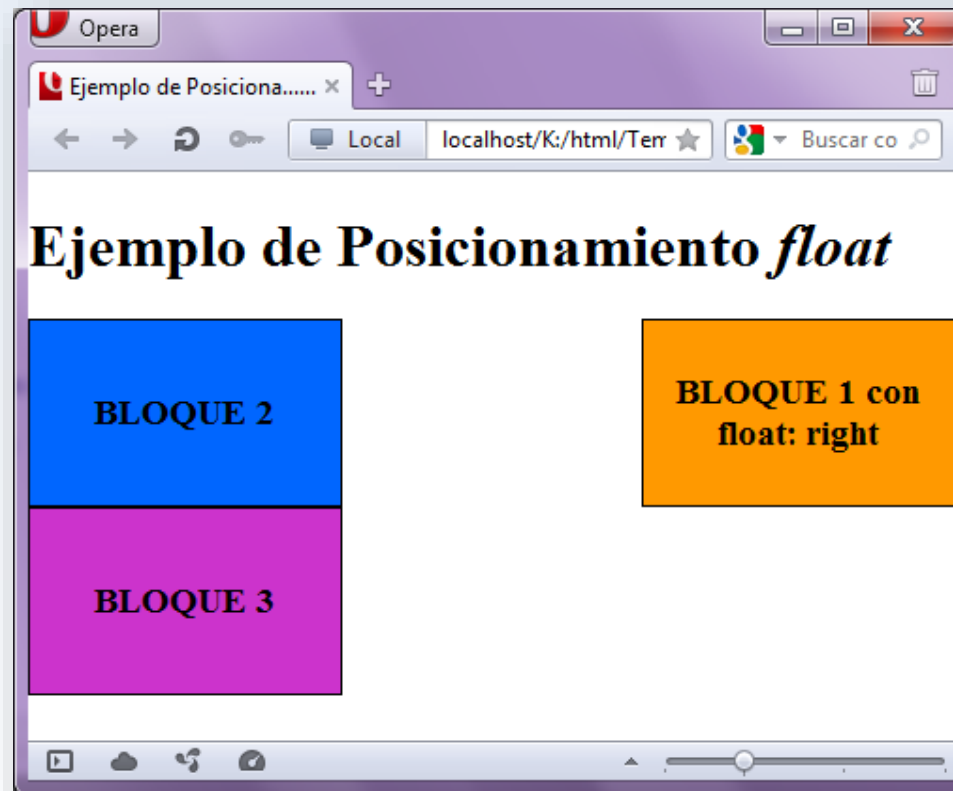 Opera
Ejemplo de Posiciona......
Local
localhost/K:/html/Tem
Buscar co
Ejemplo de Posicionamiento float
BLOQUE 2
BLOQUE 1 con
float: right
BLOQUE 3